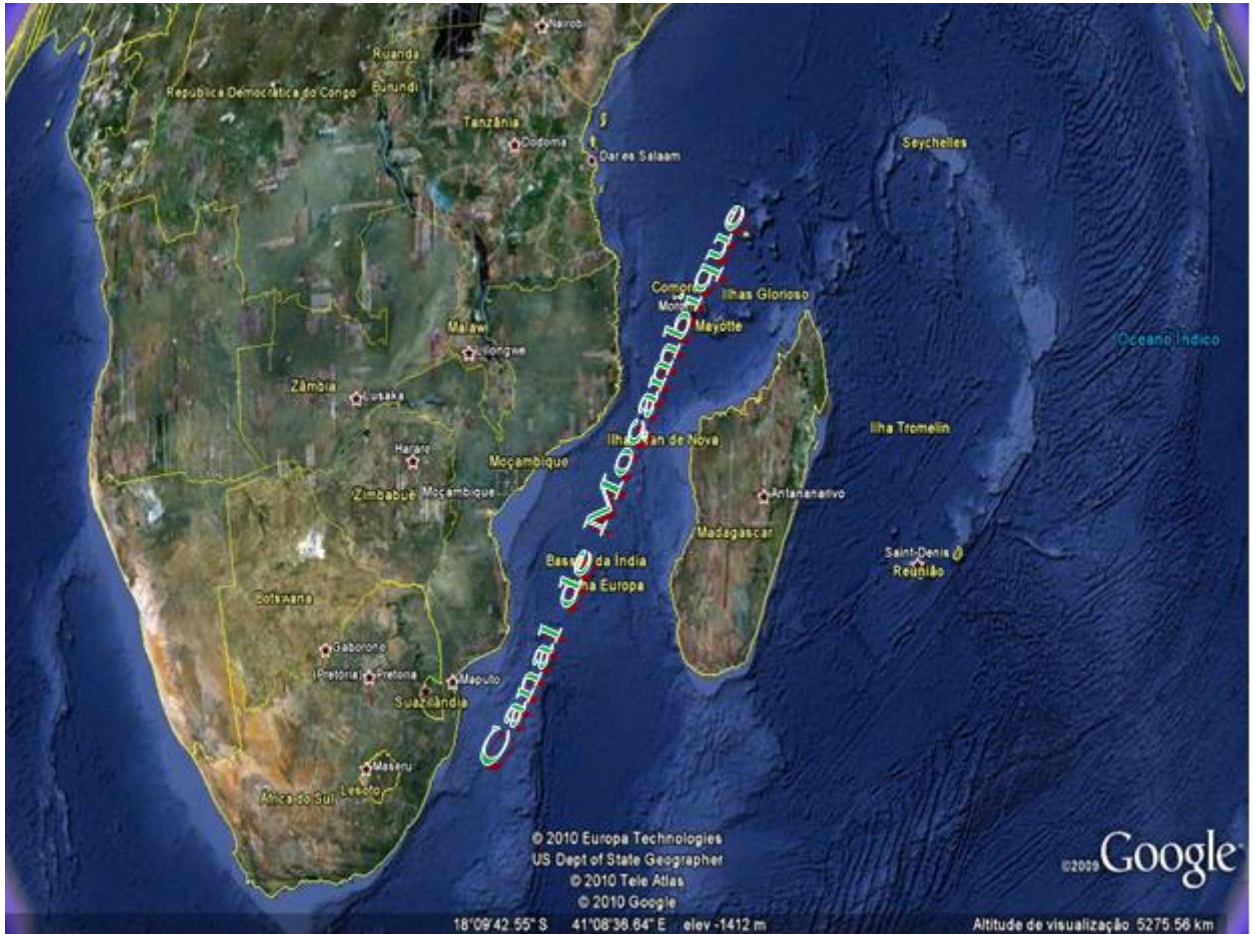 Nairobi
Ruanda
República Democrática do Congo
Burundi
Tanzânia
Dodoma
Seychelles
Dar es Salaam
Canal de Moçambique
Ilhas Glorioso
Mayotte
Malawi
Lilongwe
Oceano Índico
Zâmbia
Lusaka
Ilha Tromelin
de Nova
Harare
Moçambique
Zimbabue
Moçambique
Antananarivo
Madagáscar
Saint-Denis
Reunião
da Índia
Europa
Botswana
Gaborone
(Pretória) Pretoria
Maputo
Suazilândia
Maseru
África do Sul
Lesoto
© 2010 Europa Technologies
US Dept of State Geographer
© 2010 Tele Atlas
© 2010 Google
©2009 Google
18°09'42.55" S 41°08'36.64" E elev -1412 m
Altitude de visualização 5275.56 km